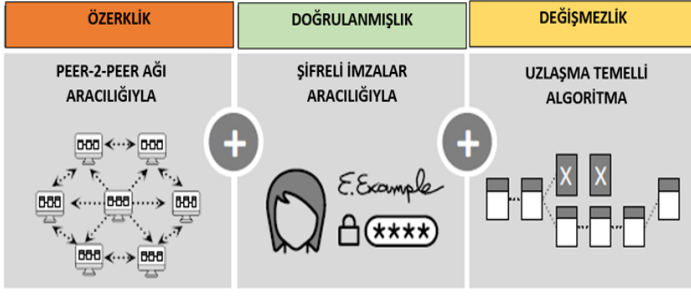 ÖZERKLİK
DOĞRULANMIŞLIK
DEĞİŞMEZLİK
PEER-2-PEER AĞI
ARACILIĞIYLA
ŞİFRELİ İMZALAR
ARACILIĞIYLA
UZLAŞMA TEMELLİ
ALGORİTMA
+
+
E.Example
****
X X